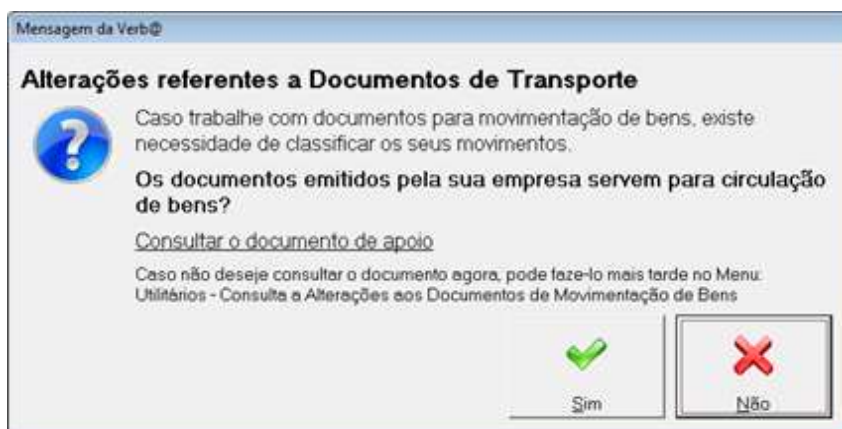 Mensagem da Verb@
Alterações referentes a Documentos de Transporte
Caso trabalhe com documentos para movimentação de bens, existe
necessidade de classificar os seus movimentos.
Os documentos emitidos pela sua empresa servem para circulação
de bens?
Consultar o documento de apoio
Caso não deseje consultar o documento agora, pode faze-lo mais tarde no Menu:
Utilitários - Consulta a Alterações aos Documentos de Movimentação de Bens
Sim
Não